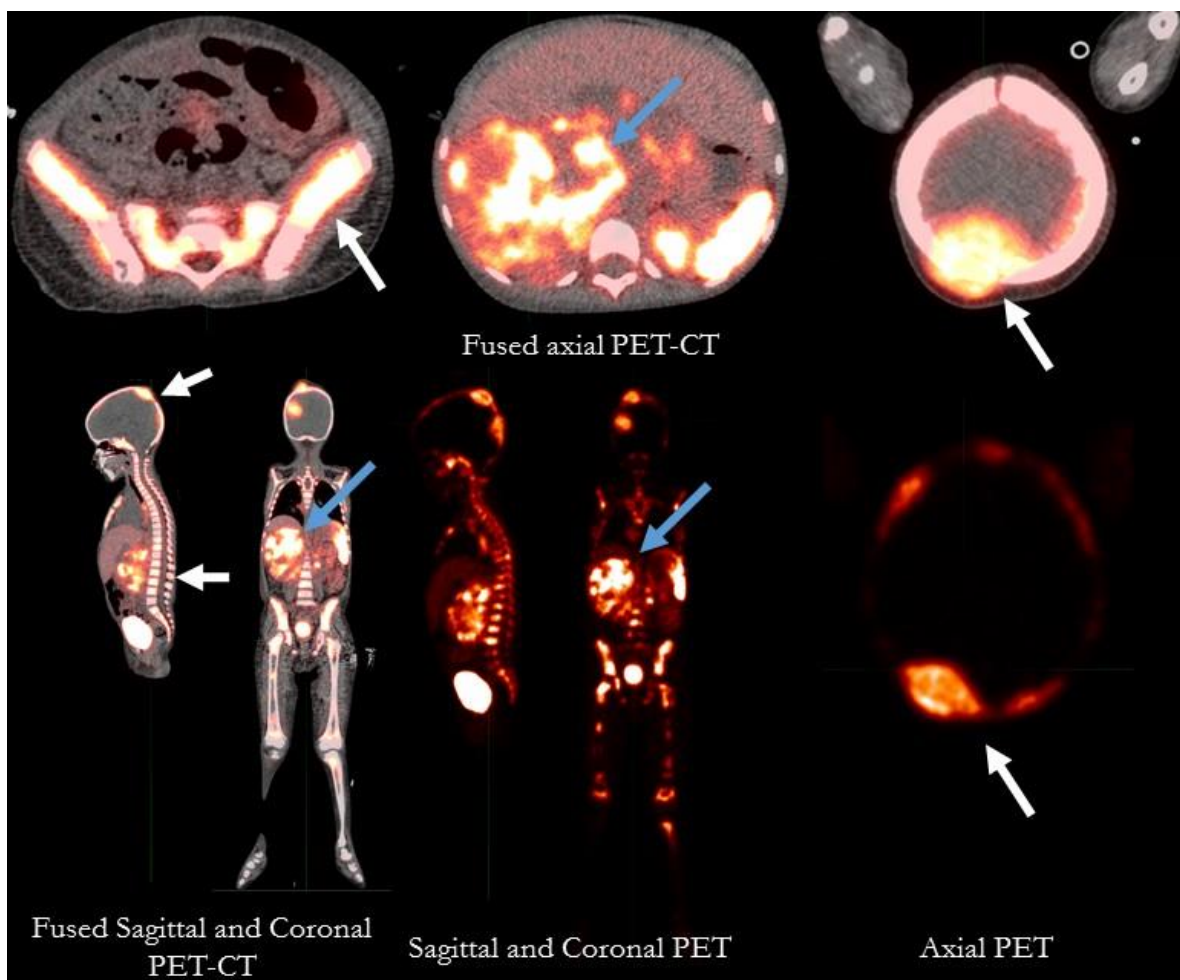 Fused axial PET-CT
Fused Sagittal and Coronal
PET-CT
Sagittal and Coronal PET
Axial PET